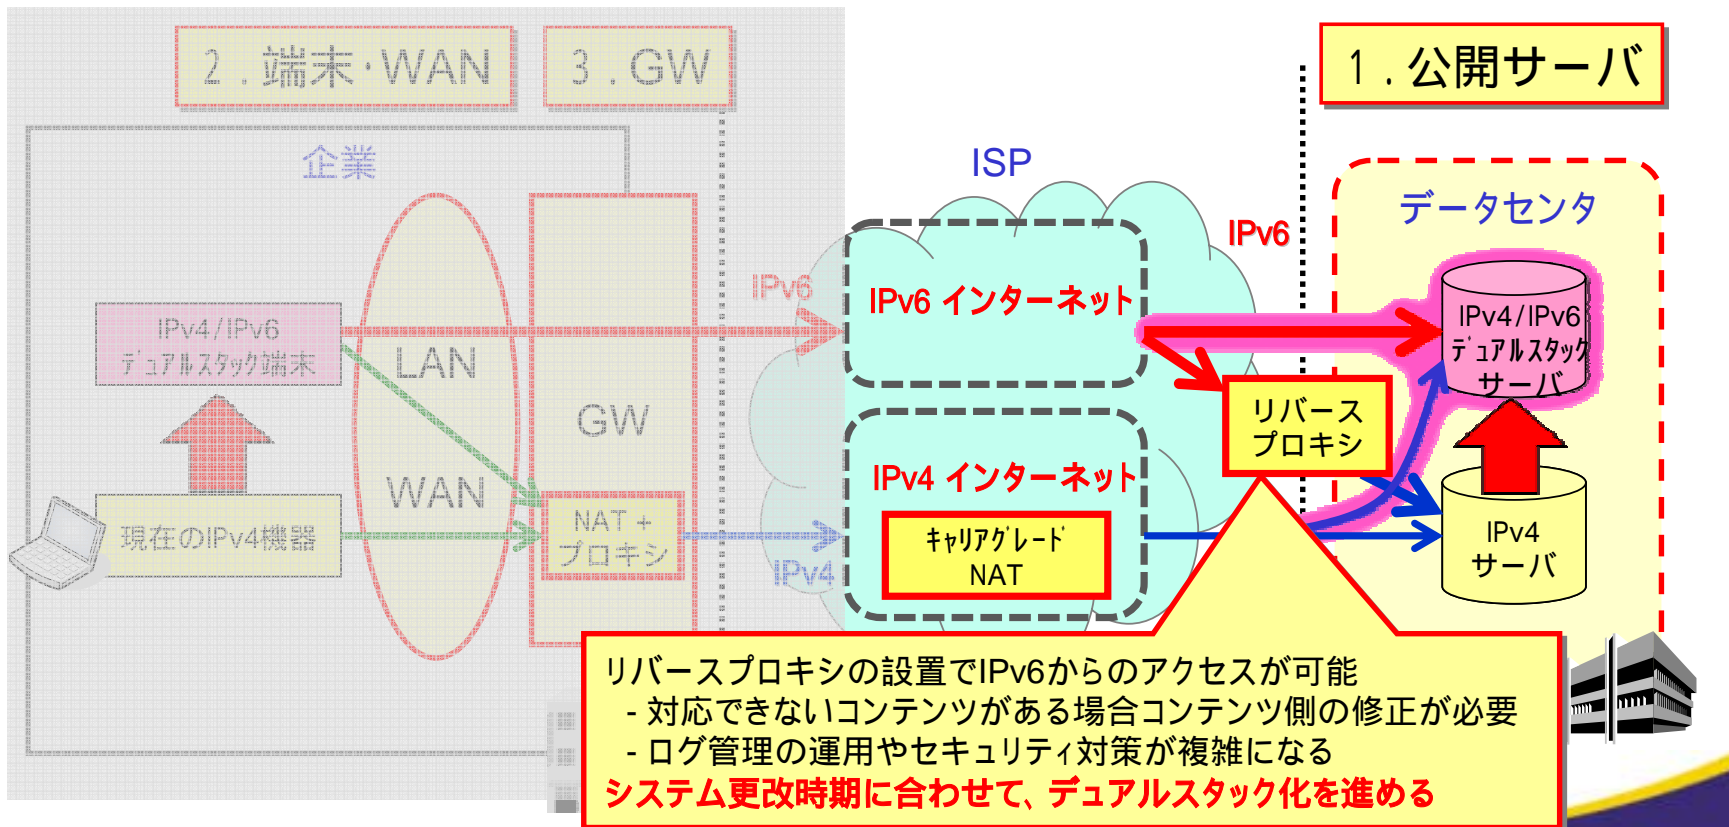 2．端末・WAN
3．GW
1．公開サーバ
企業
ISP
データセンタ
IPv6
IPv6
IPv6 インターネット
IPv4/IPv6
デュアルスタック端末
LAN
IPv4/IPv6
デュアルスタック
サーバ
GW
リバース
プロキシ
WAN
IPv4 インターネット
現在のIPv4機器
NAT＋
プロキシ
キャリアグレード
NAT
IPv4
IPv4
サーバ
リバースプロキシの設置でIPv6からのアクセスが可能
- 対応できないコンテンツがある場合コンテンツ側の修正が必要
- ログ管理の運用やセキュリティ対策が複雑になる
システム更改時期に合わせて、デュアルスタック化を進める